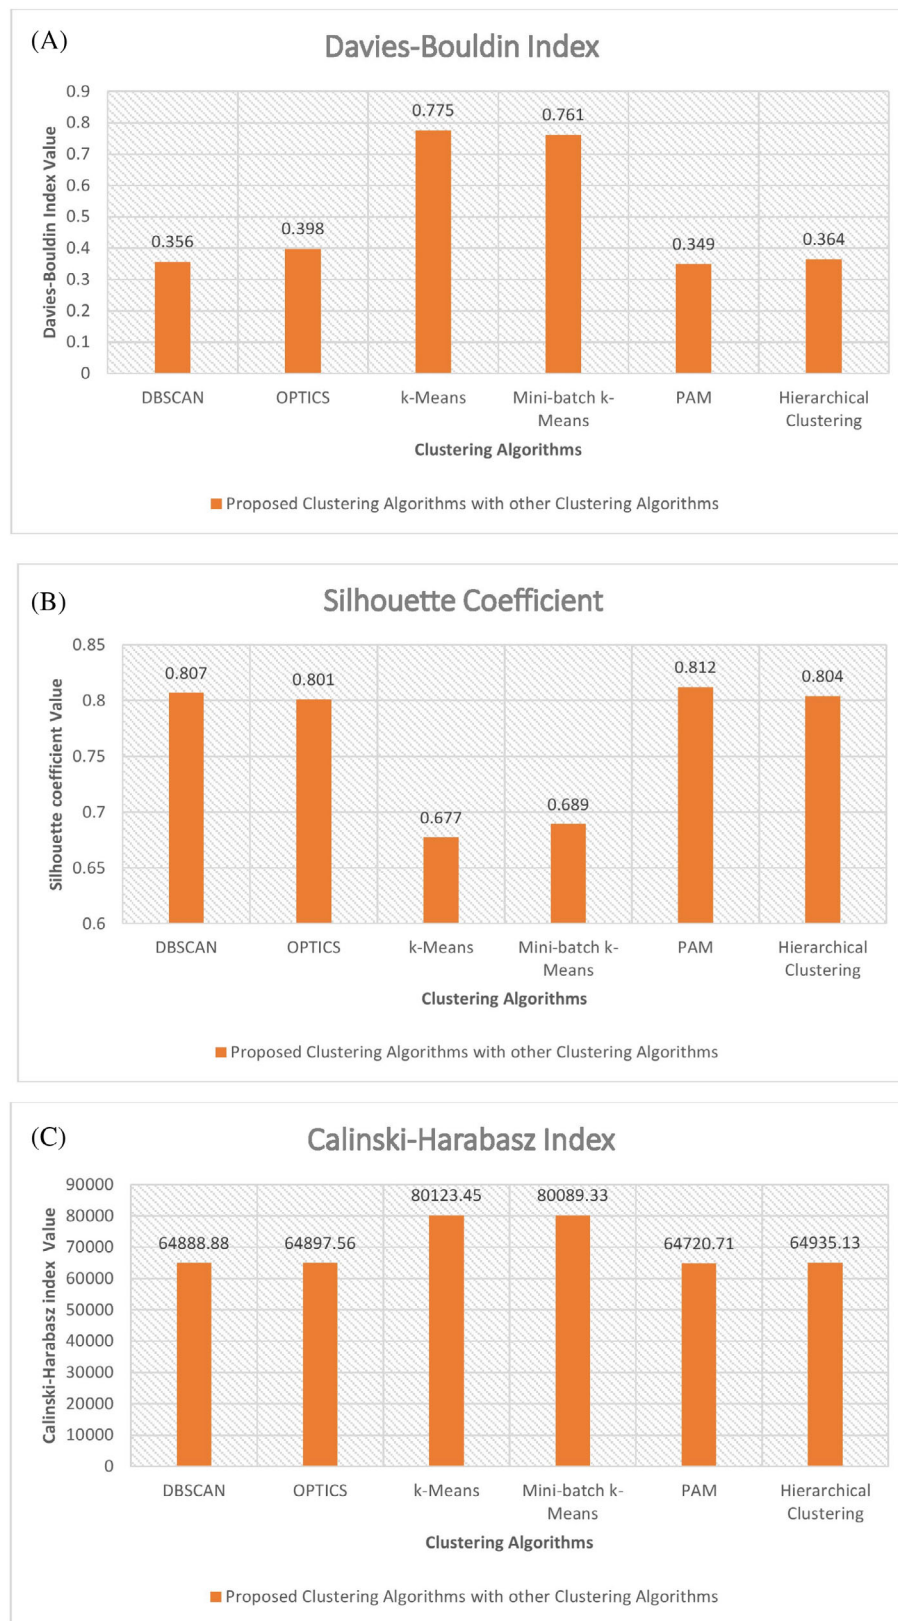 (A)
Davies-Bouldin Index
Davies-Bouldin Index Value
0.9
0.8
0.7
0.6
0.5
0.4
0.3
0.2
0.1
0
0.356
0.398
0.775
0.761
0.349
0.364
DBSCAN
OPTICS
k-Means
Mini-batch k-
Means
PAM
Hierarchical
Clustering
Clustering Algorithms
Proposed Clustering Algorithms with other Clustering Algorithms
(B)
Silhouette Coefficient
Silhouette coefficient Value
0.85
0.8
0.75
0.7
0.65
0.6
0.807
0.801
0.677
0.689
0.812
0.804
DBSCAN
OPTICS
k-Means
Mini-batch k-
Means
PAM
Hierarchical
Clustering
Clustering Algorithms
Proposed Clustering Algorithms with other Clustering Algorithms
(C)
Calinski-Harabasz Index
Calinski-Harabasz index Value
90000
80000
70000
60000
50000
40000
30000
20000
10000
0
64888.88
64897.56
80123.45
80089.33
64720.71
64935.13
DBSCAN
OPTICS
k-Means
Mini-batch k-
Means
PAM
Hierarchical
Clustering
Clustering Algorithms
Proposed Clustering Algorithms with other Clustering Algorithms